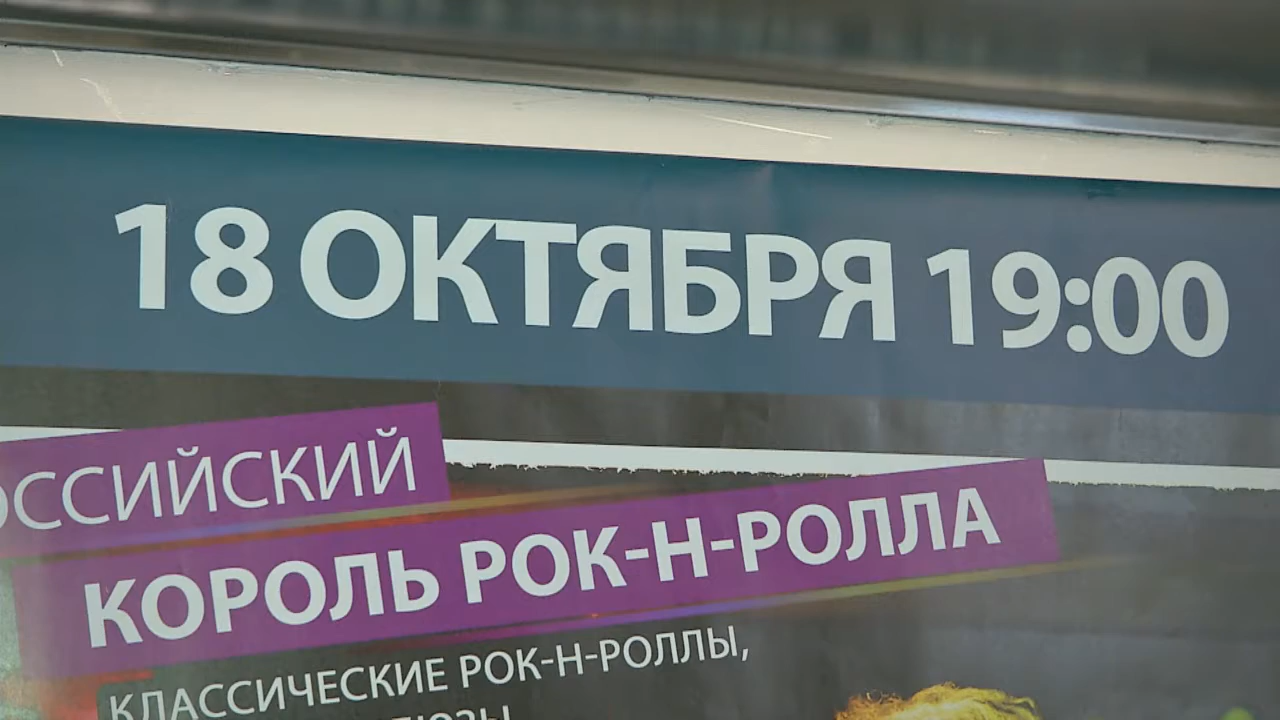 18 ОКТЯБРЯ 19:00
ОССИЙСКИЙ
КОРОЛЬ РОК-Н-РОЛЛА
КЛАССИЧЕСКИЕ РОК-Н-РОЛЛЫ,